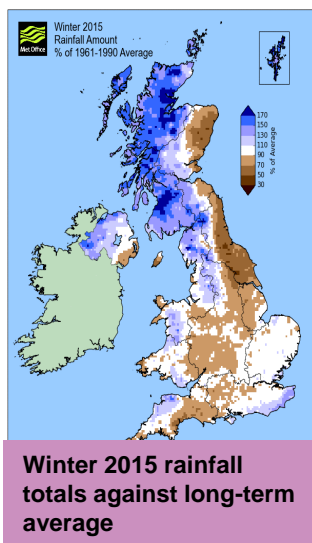 Winter 2015
Rainfall Amount
% of 1961-1990 Average
Met Office
170
150
130
110
90
70
50
30
% of Average
Winter 2015 rainfall
totals against long-term
average